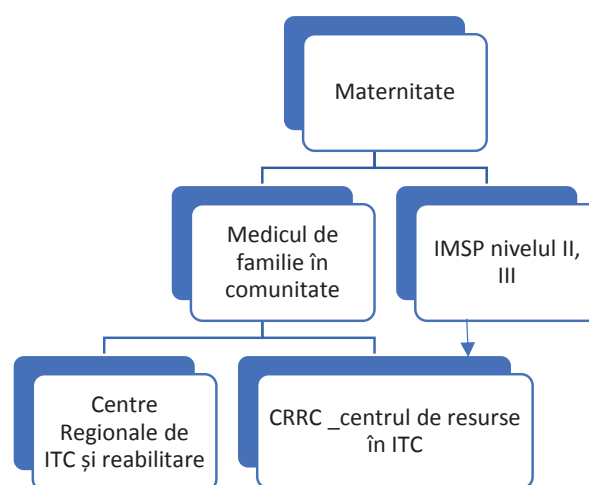 Maternitate
Medicul de
familie în
comunitate
IMSP nivelul II,
III
Centre
Regionale de
ITC și reabilitare
CRRC _centrul de resurse
în ITC